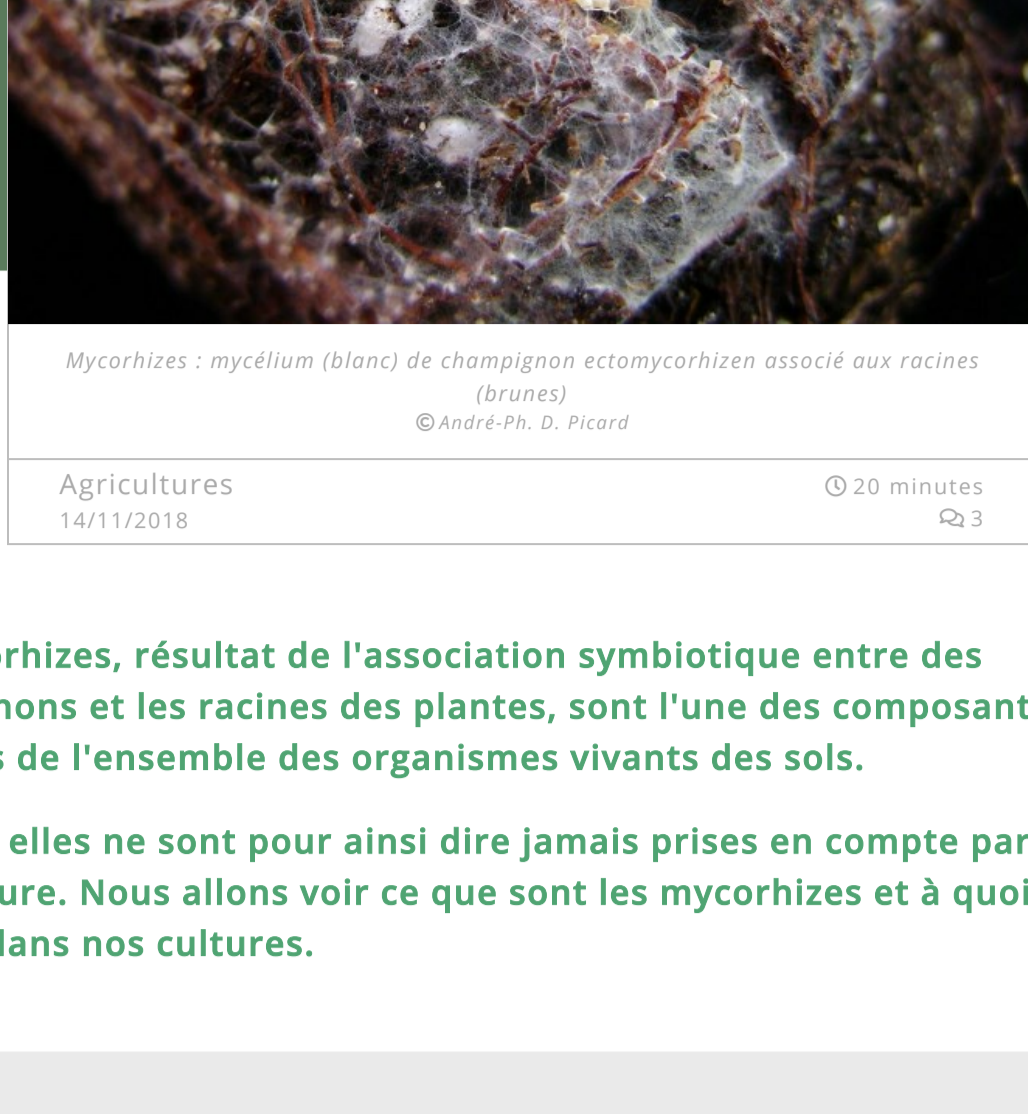 Mycorhizes : mycélium (blanc) de champignon ectomycorhizen associé aux racines
(brunes)
© André-Ph. D. Picard
Agricultures
20 minutes
14/11/2018
3
orhizes, résultat de l'association symbiotique entre des
nons et les racines des plantes, sont l'une des composant
s de l'ensemble des organismes vivants des sols.
elles ne sont pour ainsi dire jamais prises en compte par
ure. Nous allons voir ce que sont les mycorhizes et à quoi
dans nos cultures.